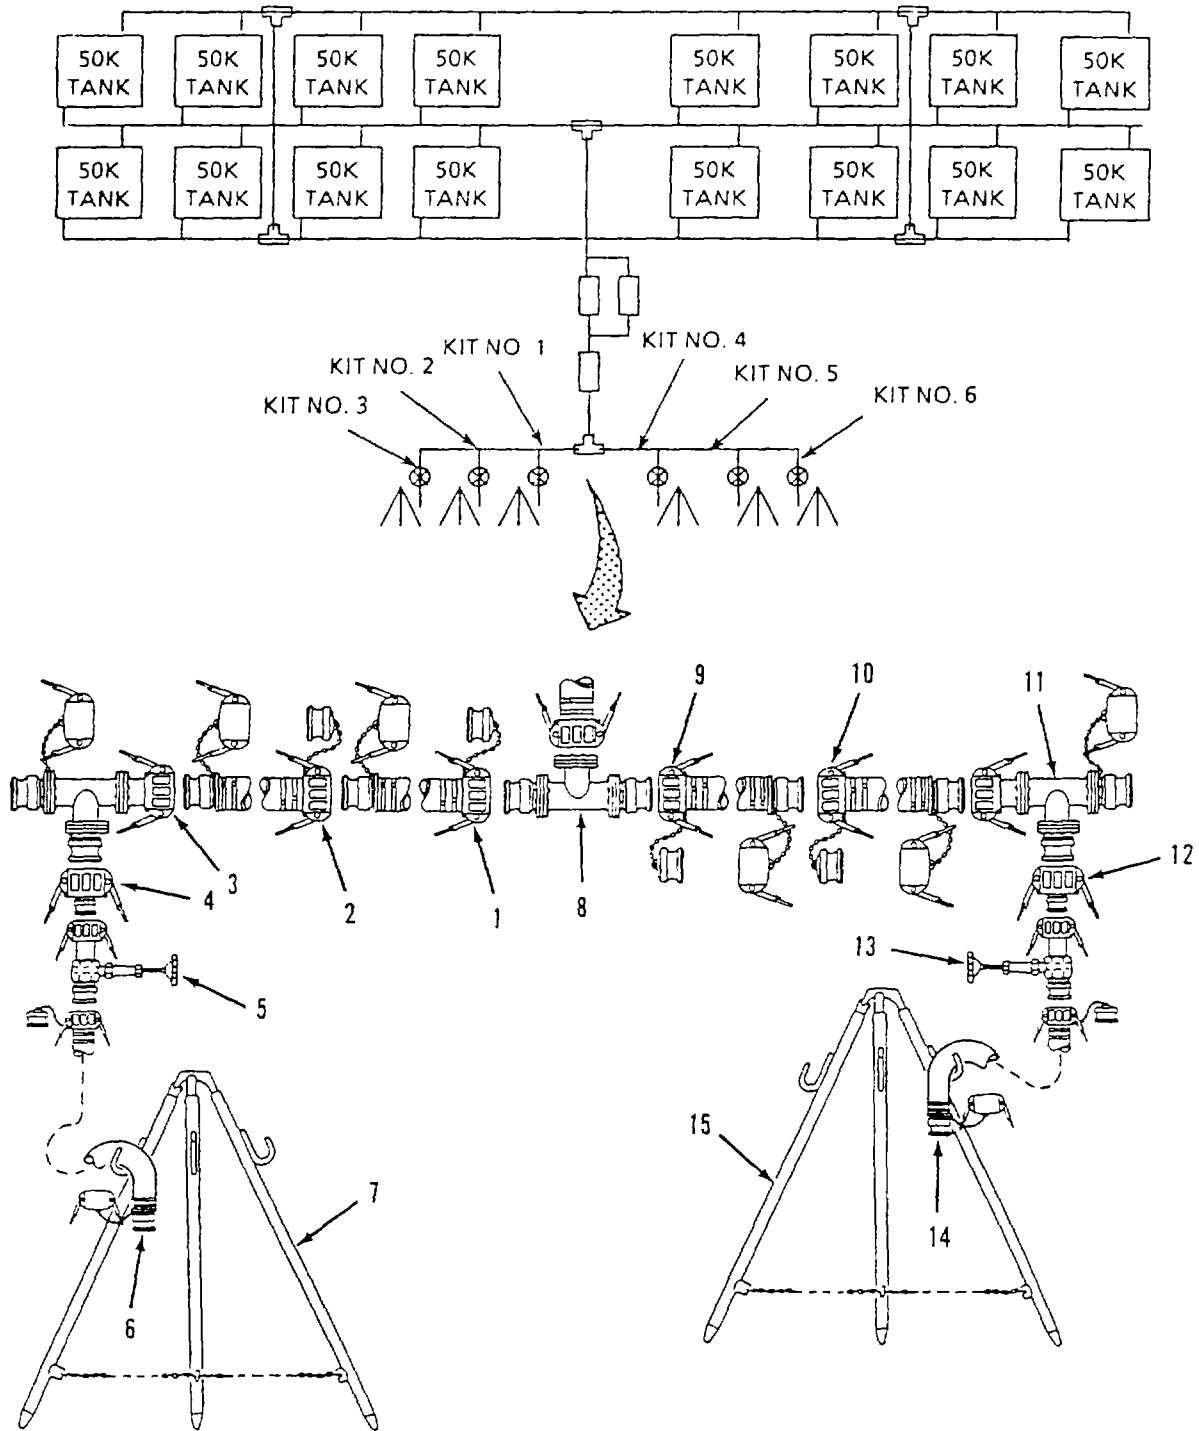 50K 50K 50K 50K 50K 50K 50K 50K
TANK TANK TANK TANK TANK TANK TANK TANK
50K 50K 50K 50K 50K 50K 50K 50K
TANK TANK TANK TANK TANK TANK TANK TANK
KIT NO 1
KIT NO. 4
KIT NO. 2
KIT NO. 5
KIT NO. 3
KIT NO. 6
9
10
11
12
3
4
2
1
8
13
5
15
7
14
6